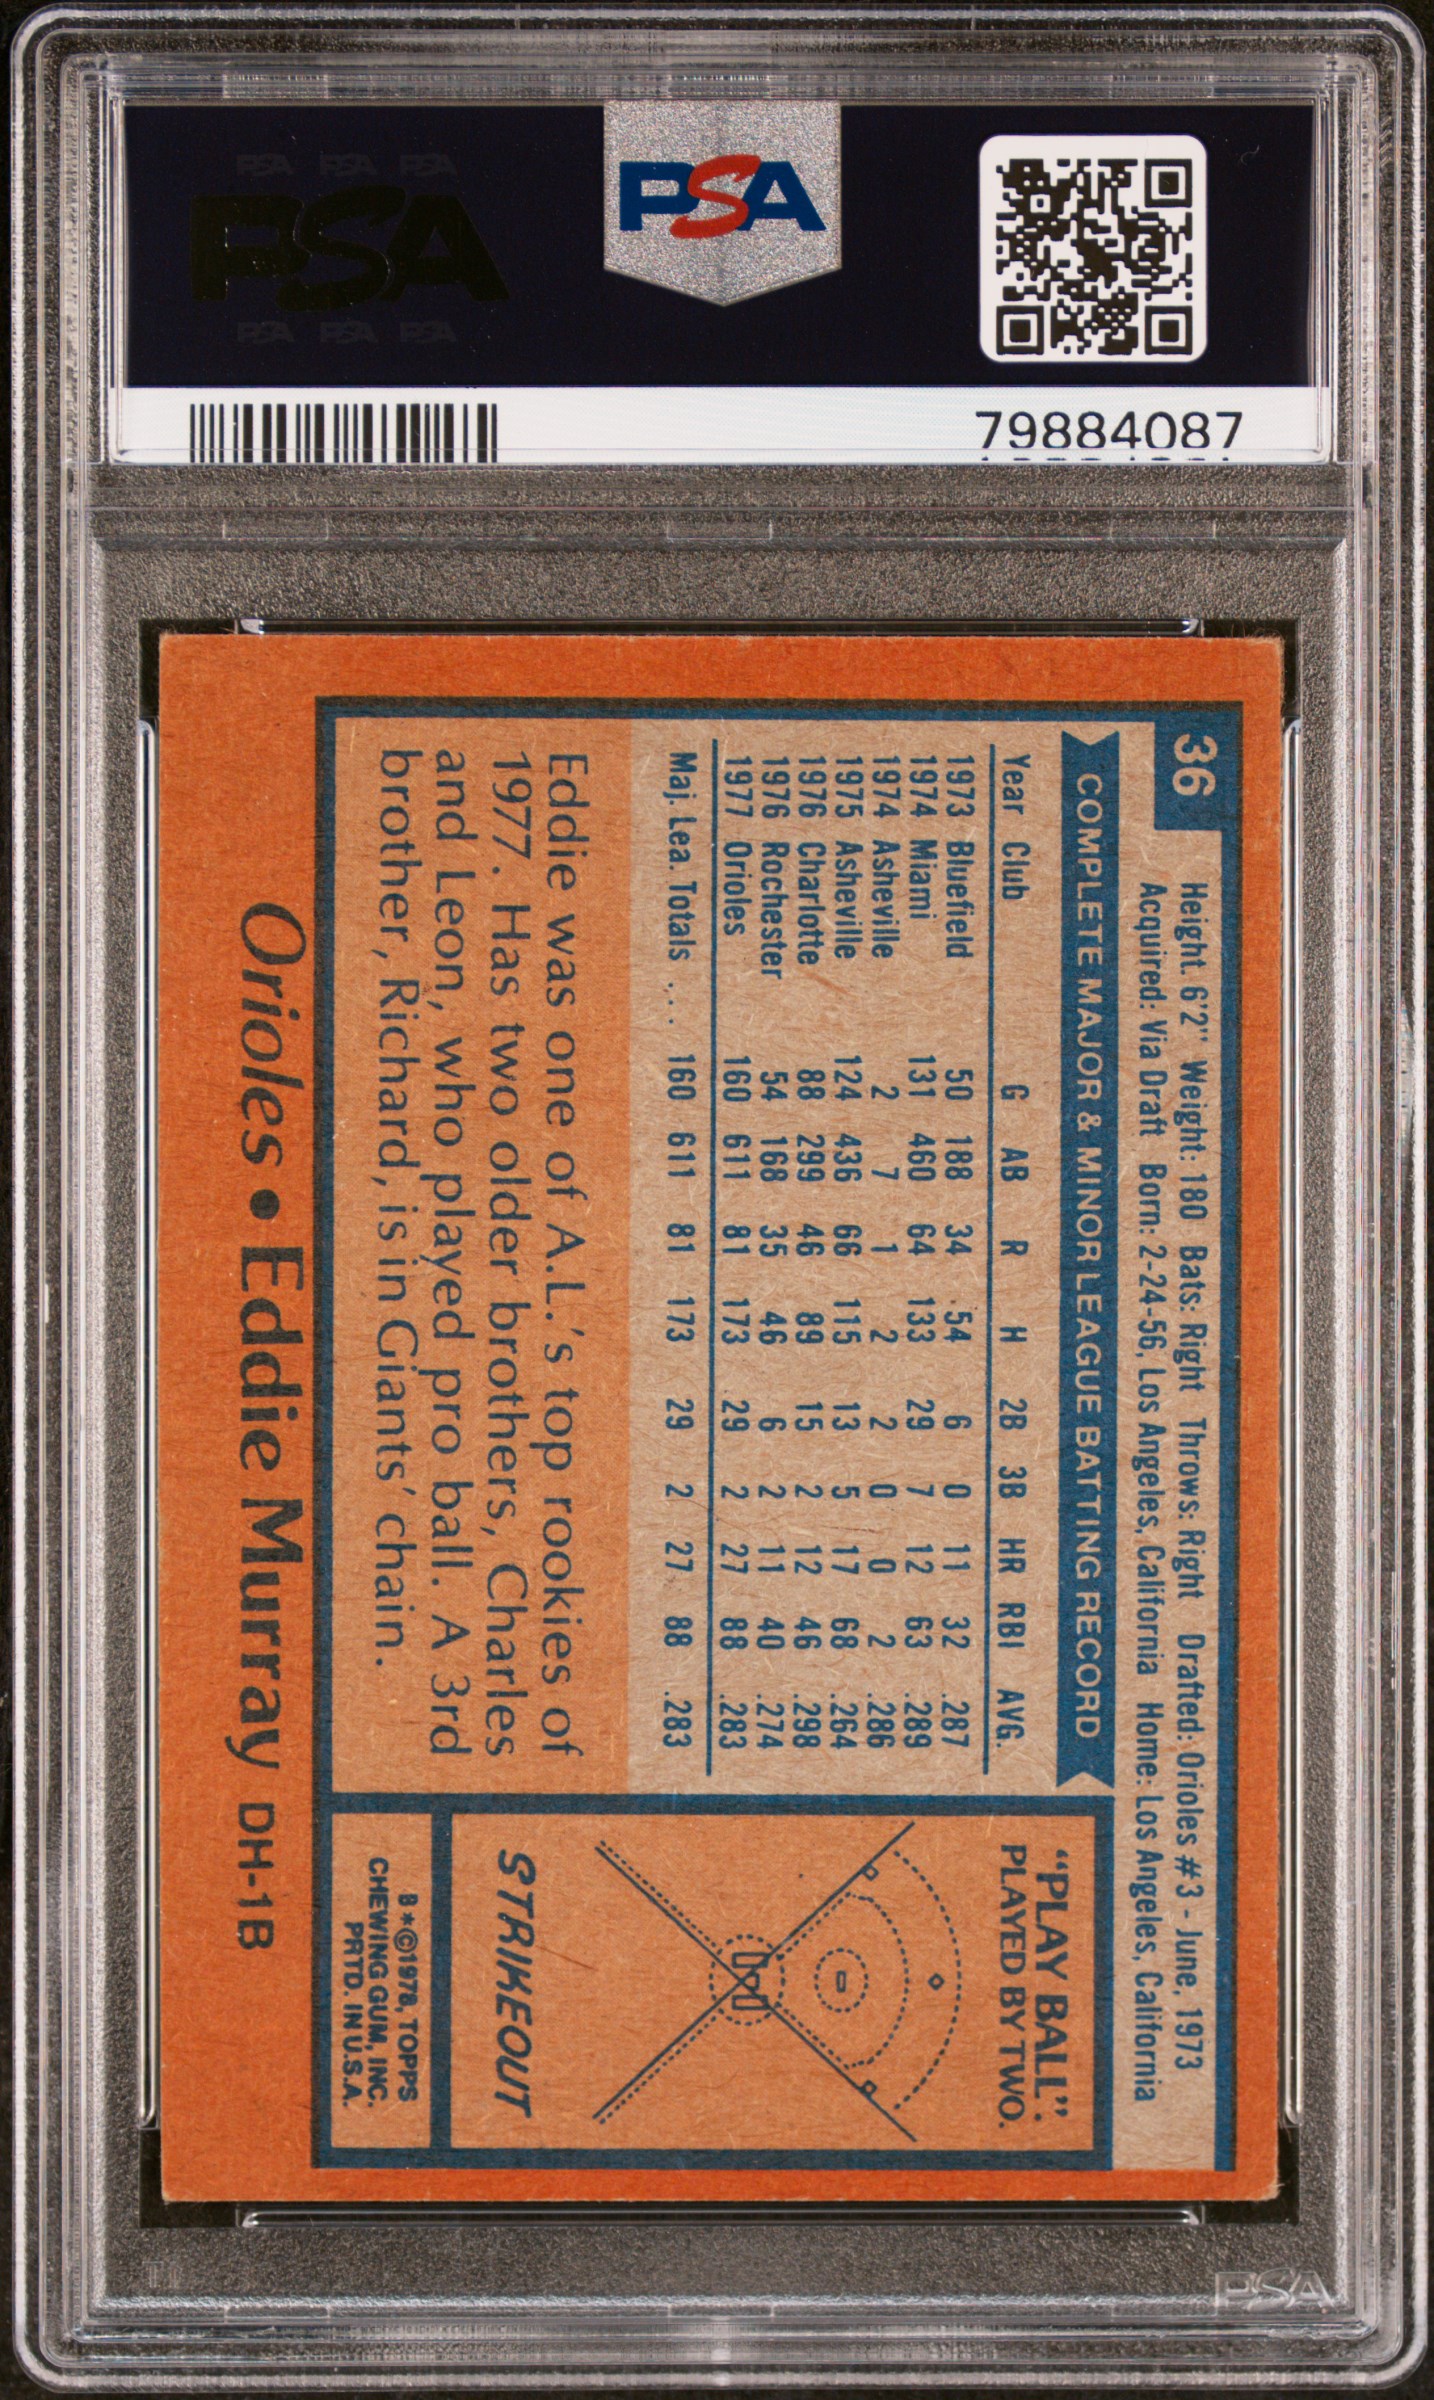 PSA PSA PSA
PSA
PSA PSA PSA
PSA
79884087
36
Height: 6'2" Weight: 180 Bats: Right Throws: Right Drafted: Orioles #3 - June, 1973
Acquired: Via Draft Born: 2-24-56, Los Angeles, California Home: Los Angeles, California
COMPLETE MAJOR & MINOR LEAGUE BATTING RECORD
Year Club G AB R H 2B 3B HR RBI AVG.
1973 Bluefield 50 188 34 54 6 0 11 32 .287
1974 Miami 131 460 64 133 29 7 12 63 .289
1974 Asheville 2 7 1 2 2 0 0 2 .286
1975 Asheville 124 436 66 115 13 5 17 68 .264
1976 Charlotte 88 299 46 89 15 2 12 46 .298
1976 Rochester 54 168 35 46 6 2 11 40 .274
1977 Orioles 160 611 81 173 29 2 27 88 .283
Maj. Lea. Totals ... 160 611 81 173 29 2 27 88 .283
Eddie was one of A.L.'s top rookies of
1977. Has two older brothers, Charles
and Leon, who played pro ball. A 3rd
brother, Richard, is in Giants' chain.
"PLAY BALL":
PLAYED BY TWO.
STRIKEOUT
B*©1978, TOPPS
CHEWING GUM, INC.
PRTD. IN U.S.A.
Orioles • Eddie Murray DH-1B
PSA